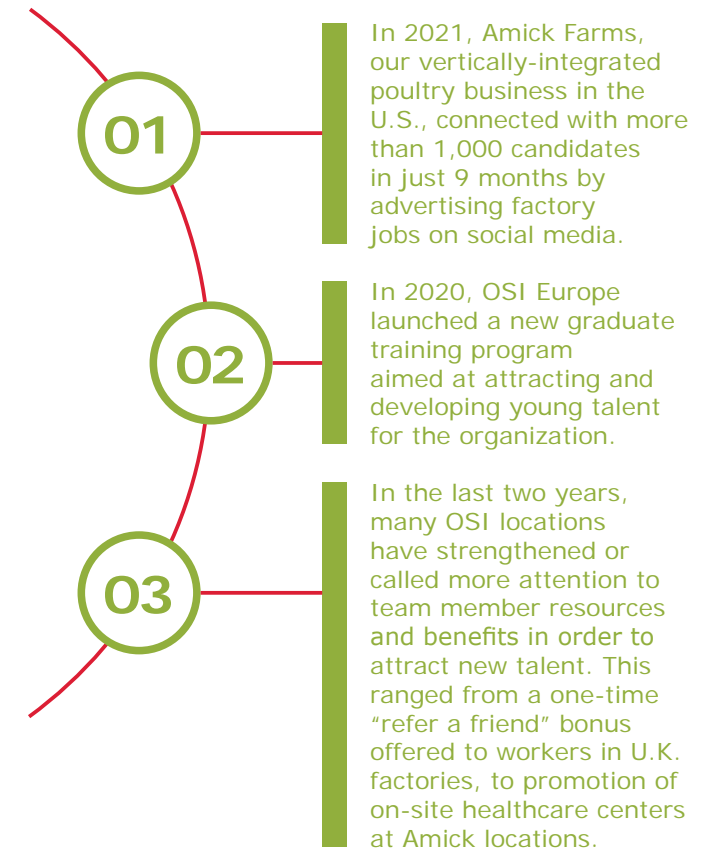 01
In 2021, Amick Farms,
our vertically-integrated
poultry business in the
U.S., connected with more
than 1,000 candidates
in just 9 months by
advertising factory
jobs on social media.
02
In 2020, OSI Europe
launched a new graduate
training program
aimed at attracting and
developing young talent
for the organization.
03
In the last two years,
many OSI locations
have strengthened or
called more attention to
team member resources
and benefits in order to
attract new talent. This
ranged from a one-time
“refer a friend” bonus
offered to workers in U.K.
factories, to promotion of
on-site healthcare centers
at Amick locations.